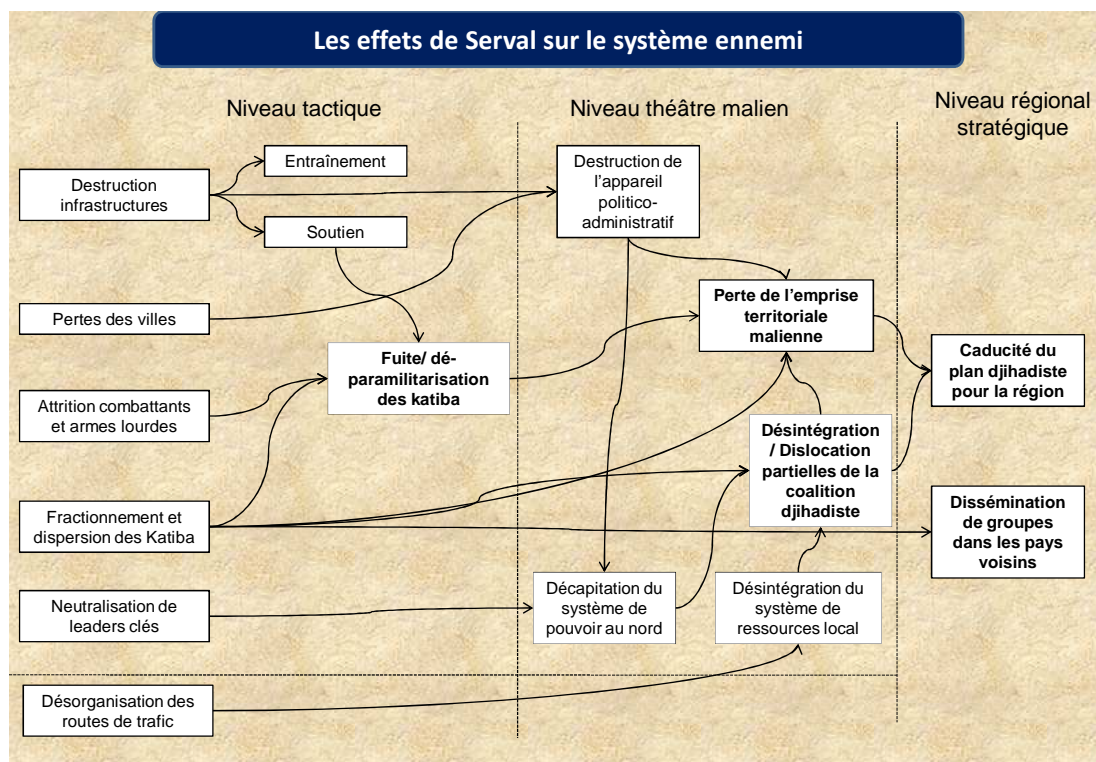 Les effets de Serval sur le système ennemi
Niveau tactique
Niveau théâtre malien
Niveau régional
stratégique
Destruction
infrastructures
Entraînement
Soutien
Destruction de
l'appareil
politico-
administratif
Pertes des villes
Perte de l'emprise
territoriale
malienne
Fuite/ dé-
paramilitarisation
des katiba
Caducité du
plan djihadiste
pour la région
Attrition combattants
et armes lourdes
Désintégration
/ Dislocation
partielles de la
coalition
djihadiste
Fractionnement et
dispersion des Katiba
Dissémination
de groupes
dans les pays
voisins
Neutralisation de
leaders clés
Décapitation du
système de
pouvoir au nord
Désintégration du
système de
ressources local
Désorganisation des
routes de trafic